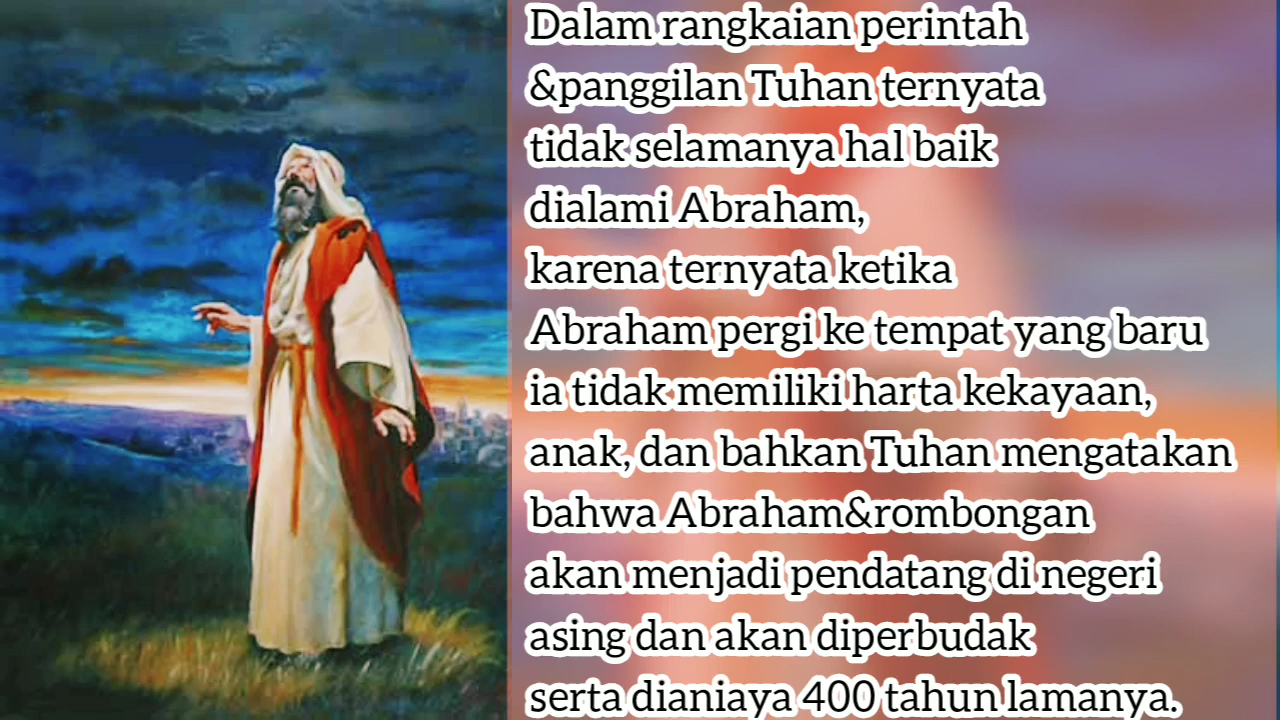 Dalam rangkaian perintah
&panggilan Tuhan ternyata
tidak selamanya hal baik
dialami Abraham,
karena ternyata ketika
Abraham pergi ke tempat yang baru
ia tidak memiliki harta kekayaan,
anak, dan bahkan Tuhan mengatakan
bahwa Abraham&rombongan
akan menjadi pendatang di negeri
asing dan akan diperbudak
serta dianiaya 400 tahun lamanya.